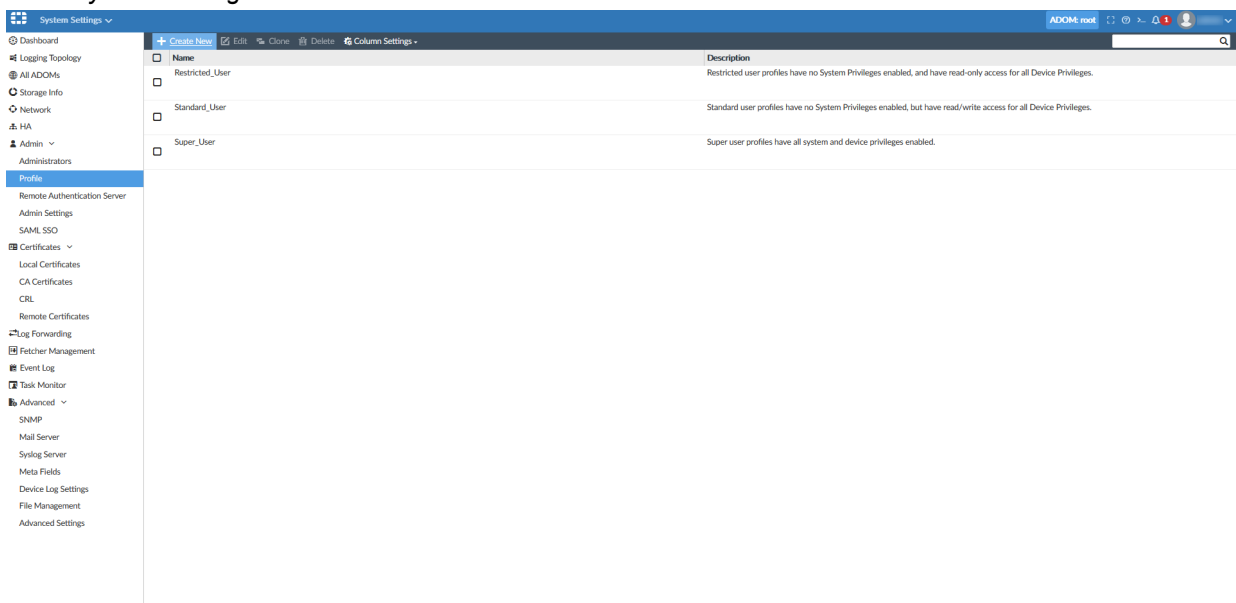 System Settings
ADOM: root
1
Dashboard
Logging Topology
All ADOMs
Storage Info
Network
HA
Admin
Administrators
Profile
Remote Authentication Server
Admin Settings
SAML SSO
Certificates
Local Certificates
CA Certificates
CRL
Remote Certificates
Log Forwarding
Fetcher Management
Event Log
Task Monitor
Advanced
SNMP
Mail Server
Syslog Server
Meta Fields
Device Log Settings
File Management
Advanced Settings
+ Create New Edit Clone Delete Column Settings
Name Description
Restricted_User Restricted user profiles have no System Privileges enabled, and have read-only access for all Device Privileges.
Standard_User Standard user profiles have no System Privileges enabled, but have read/write access for all Device Privileges.
Super_User Super user profiles have all system and device privileges enabled.